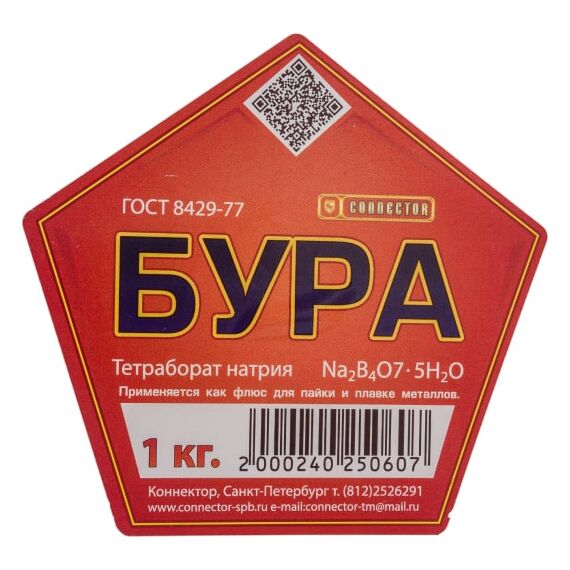 ГОСТ 8429-77
CONNECTOR
БУРА
Тетраборат натрия Na₂B₄O7·5H₂O
Применяется как флюс для пайки и плавке металлов.
1 кг.
2 000240 250607
Коннектор, Санкт-Петербург т. (812)2526291
www.connector-spb.ru e-mail:connector-tm@mail.ru